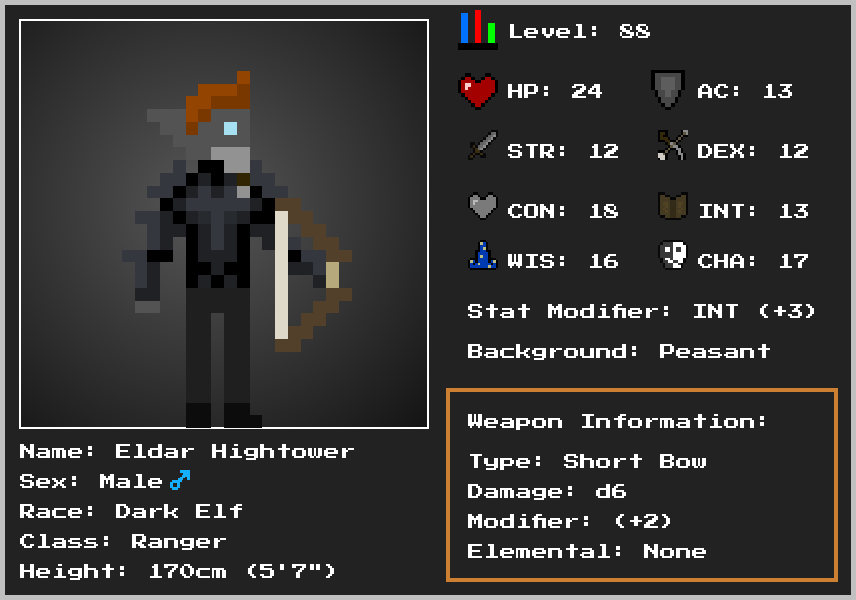 Level: 88
HP: 24 AC: 13
STR: 12 DEX: 12
CON: 18 INT: 13
WIS: 16 CHA: 17
Stat Modifier: INT (+3)
Background: Peasant
Weapon Information:
Type: Short Bow
Damage: d6
Modifier: (+2)
Elemental: None
Name: Eldar Hightower
Sex: Male ♂
Race: Dark Elf
Class: Ranger
Height: 170cm (5'7")